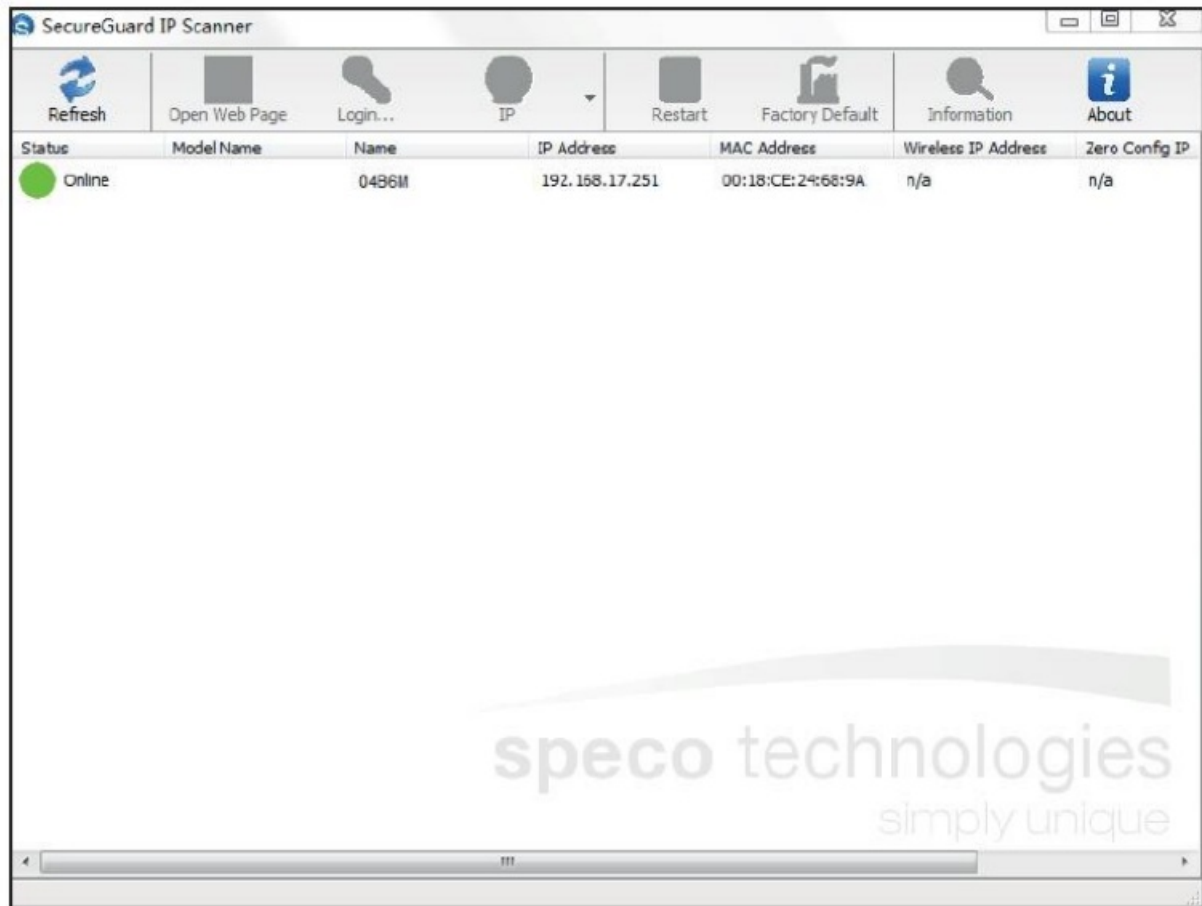 SecureGuard IP Scanner
Refresh Open Web Page Login... IP Restart Factory Default Information About
Status Model Name Name IP Address MAC Address Wireless IP Address Zero Config IP
Online 04B6M 192.168.17.251 00:18:CE:24:68:9A n/a n/a
speco technologies
simply unique